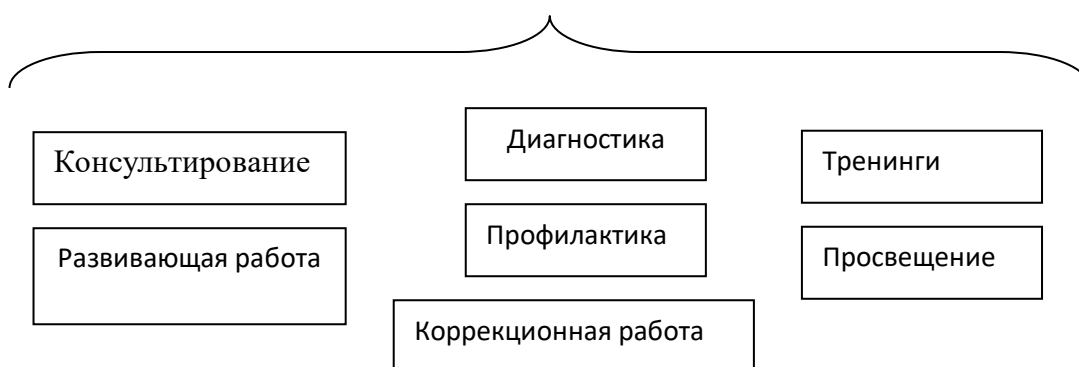 Консультирование
Диагностика
Тренинги
Развивающая работа
Профилактика
Просвещение
Коррекционная работа